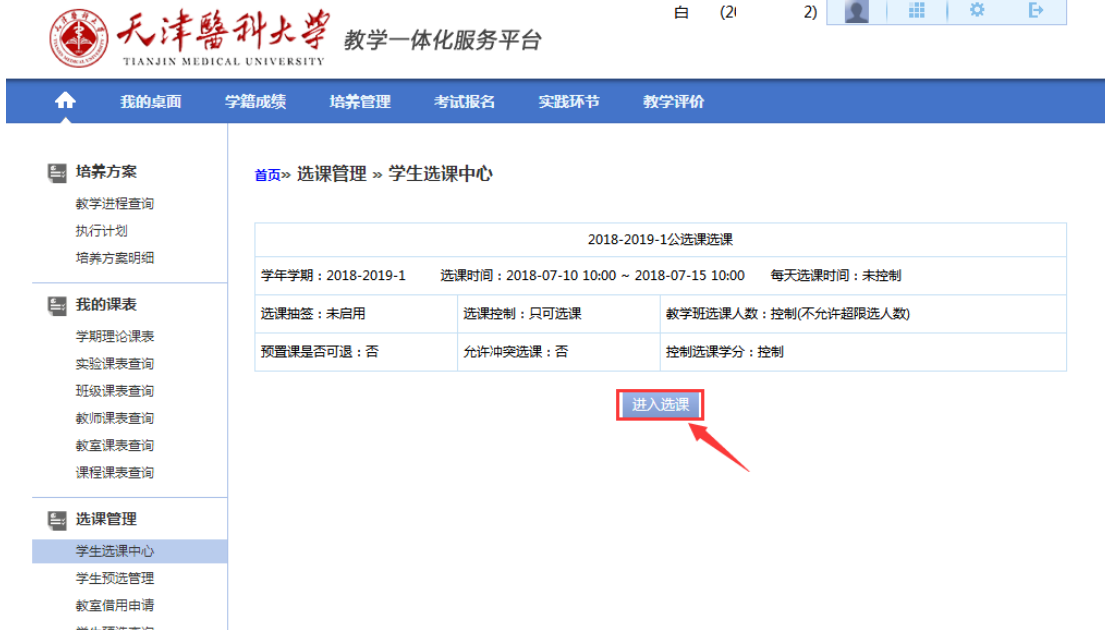 天津醫科大學 教学一体化服务平台
TIANJIN MEDICAL UNIVERSITY
白 (20 2)
我的桌面 学籍成绩 培养管理 考试报名 实践环节 教学评价
培养方案
教学进程查询
执行计划
培养方案明细
我的课表
学期理论课表
实验课表查询
班级课表查询
教师课表查询
教室课表查询
课程课表查询
选课管理
学生选课中心
学生预选管理
教室借用申请
首页» 选课管理 » 学生选课中心
2018-2019-1公选课选课
学年学期：2018-2019-1 选课时间：2018-07-10 10:00 ~ 2018-07-15 10:00 每天选课时间：未控制
选课抽签：未启用 选课控制：只可选课 教学班选课人数：控制(不允许超限选人数)
预置课是否可退：否 允许冲突选课：否 控制选课学分：控制
进入选课